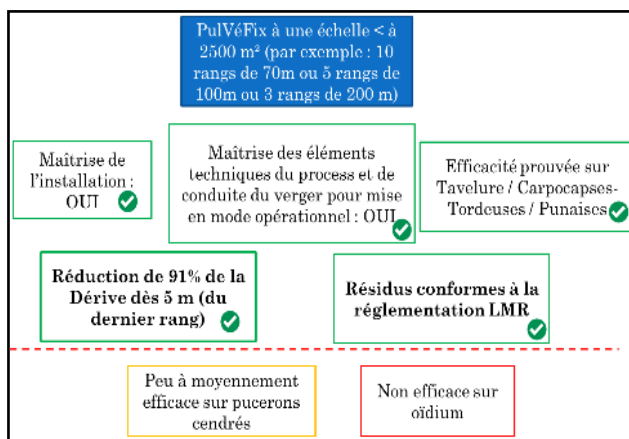 PulVéFix à une échelle < à
2500 m² (par exemple : 10
rangs de 70m ou 5 rangs de
100m ou 3 rangs de 200 m)
Maîtrise de
l'installation :
OUI
Maîtrise des éléments
techniques du process et de
conduite du verger pour mise
en mode opérationnel : OUI
Efficacité prouvée sur
Tavelure / Carpocapses-
Tordeuses / Punaises
Réduction de 91% de la
Dérive dès 5 m (du
dernier rang)
Résidus conformes à la
réglementation LMR
Peu à moyennement
efficace sur pucerons
cendrés
Non efficace sur
oïdium